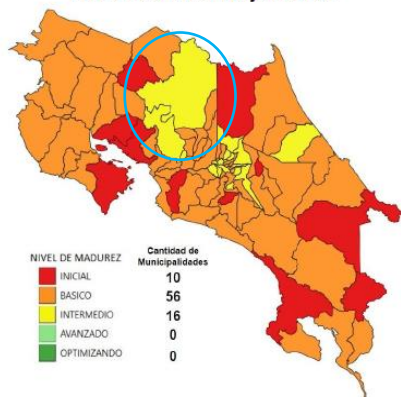 NIVEL DE MADUREZ
Cantidad de
Municipalidades
INICIAL 10
BASICO 56
INTERMEDIO 16
AVANZADO 0
OPTIMIZANDO 0